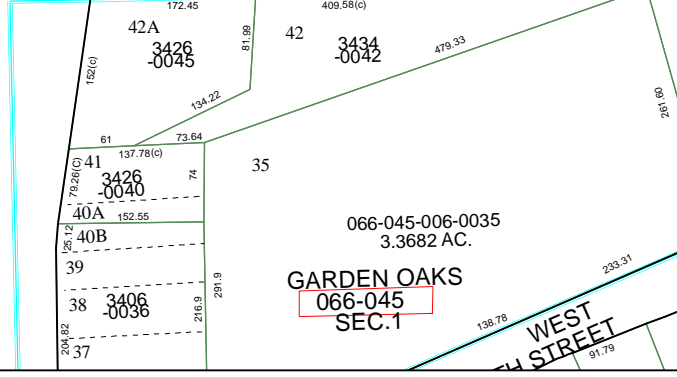 172.45
409.58(c)
42A
3426
-0045
81.99
42
3434
-0042
479.33
152(c)
134.22
261.60
61
73.64
137.78(c)
41
79.26(C)
3426
-0040
74
35
40A
152.55
066-045-006-0035
3.3682 AC.
25.12
40B
39
291.9
GARDEN OAKS
066-045
SEC.1
233.31
38
3406
-0036
216.9
138.78
WEST
TH STREET
204.82
37
91.79